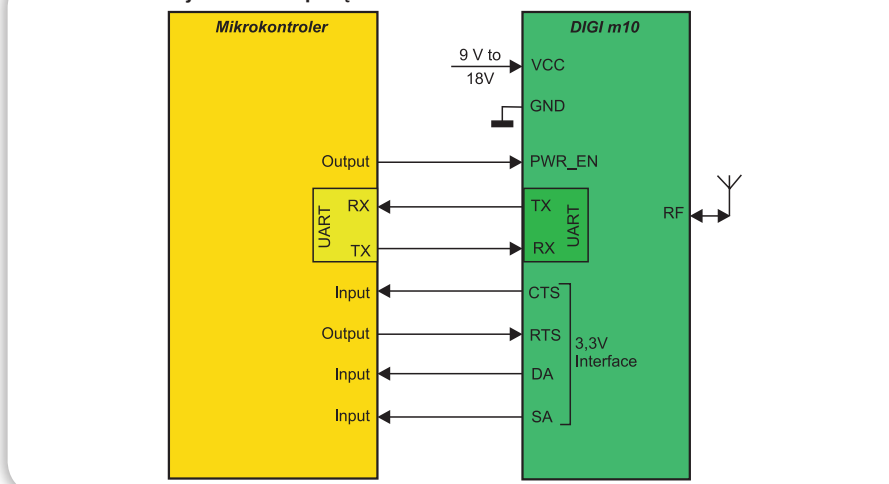 Mikrokontroler
DIGI m10
9 V to
18V
VCC
GND
Output
PWR_EN
UART
RX
TX
TX
RX
UART
RF
Input
CTS
Output
RTS
3,3V
Interface
Input
DA
Input
SA